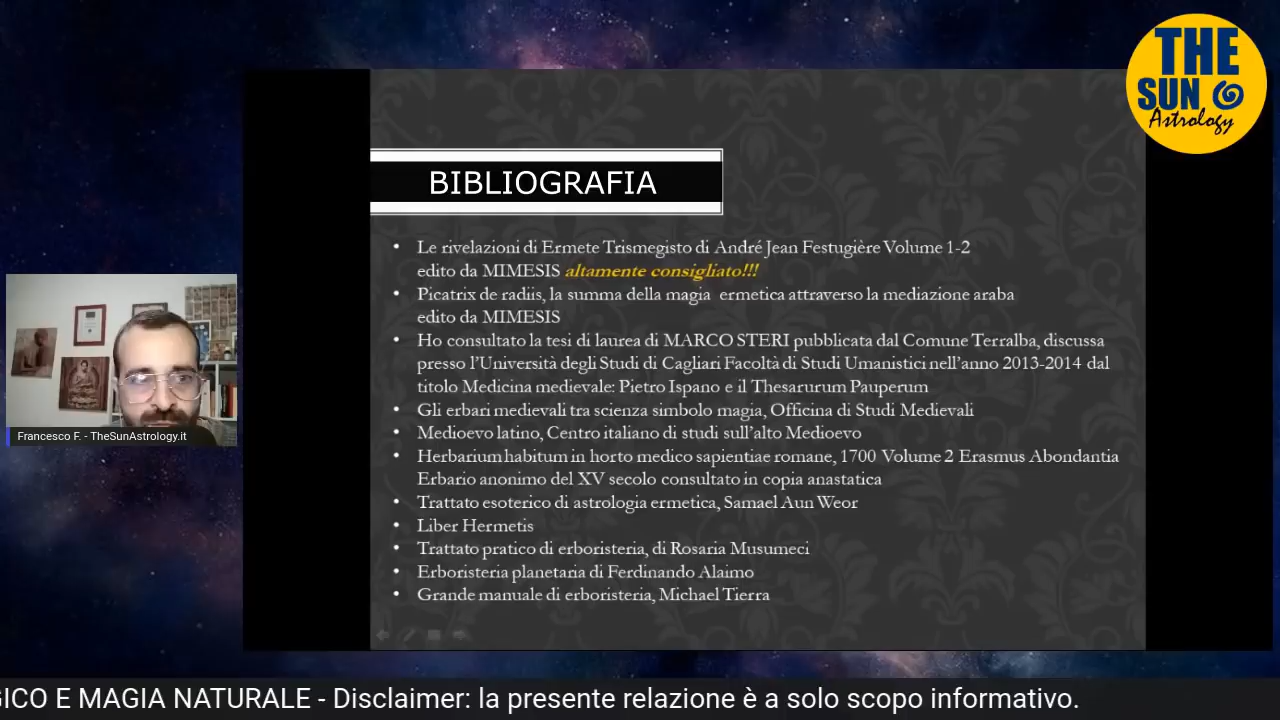 THE
SUN
Astrology
BIBLIOGRAFIA
• Le rivelazioni di Ermete Trismegisto di André Jean Festugière Volume 1-2
edito da MIMESIS altamente consigliato!!!
• Picatrix de radiis, la summa della magia ermetica attraverso la mediazione araba
edito da MIMESIS
• Ho consultato la tesi di laurea di MARCO STERI pubblicata dal Comune Terralba, discussa
presso l'Università degli Studi di Cagliari Facoltà di Studi Umanistici nell'anno 2013-2014 dal
titolo Medicina medievale: Pietro Ispano e il Thesarurum Pauperum
• Gli erbari medievali tra scienza simbolo magia, Officina di Studi Medievali
• Medioevo latino, Centro italiano di studi sull'alto Medioevo
• Herbarium habitum in horto medico sapientiae romane, 1700 Volume 2 Erasmus Abondantia
Erbario anonimo del XV secolo consultato in copia anastatica
• Trattato esoterico di astrologia ermetica, Samael Aun Weor
• Liber Hermetis
• Trattato pratico di erboristeria, di Rosaria Musumeci
• Erboristeria planetaria di Ferdinando Alaimo
• Grande manuale di erboristeria, Michael Tierra
Francesco F. - TheSunAstrology.it
GICO E MAGIA NATURALE - Disclaimer: la presente relazione è a solo scopo informativo.